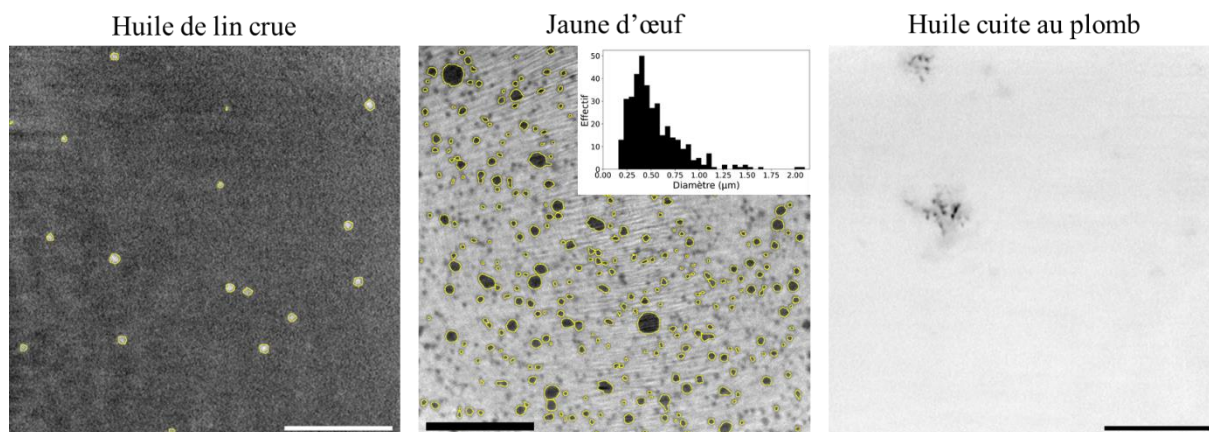 Huile de lin crue
Jaune d’œuf
Huile cuite au plomb
50
40
30
20
10
0
Effectif
0.00 0.25 0.50 0.75 1.00 1.25 1.50 1.75 2.00
Diamètre (µm)